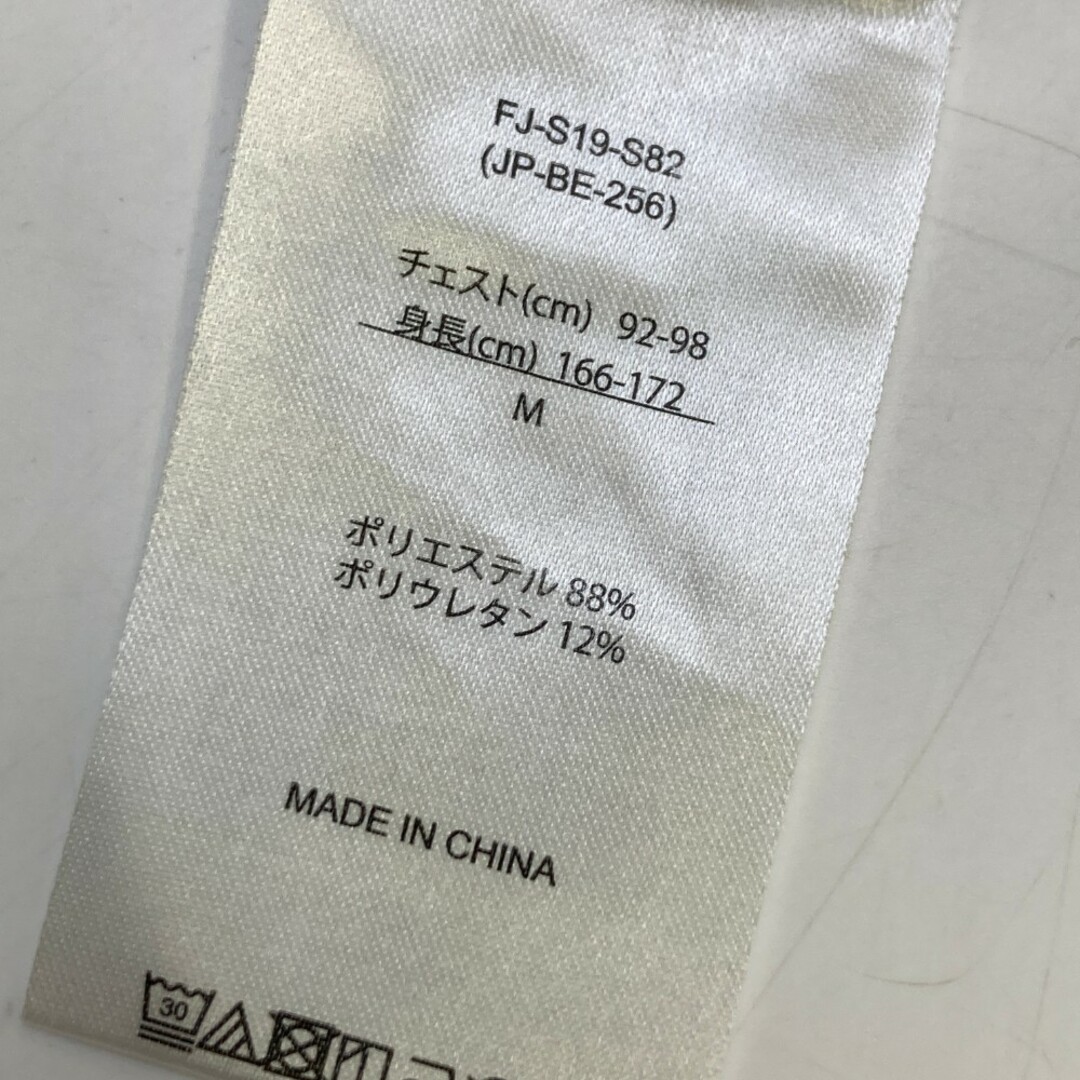 FJ-S19-S82
(JP-BE-256)
チェスト(cm) 92-98
身長(cm) 166-172
M
ポリエステル 88%
ポリウレタン 12%
MADE IN CHINA
30